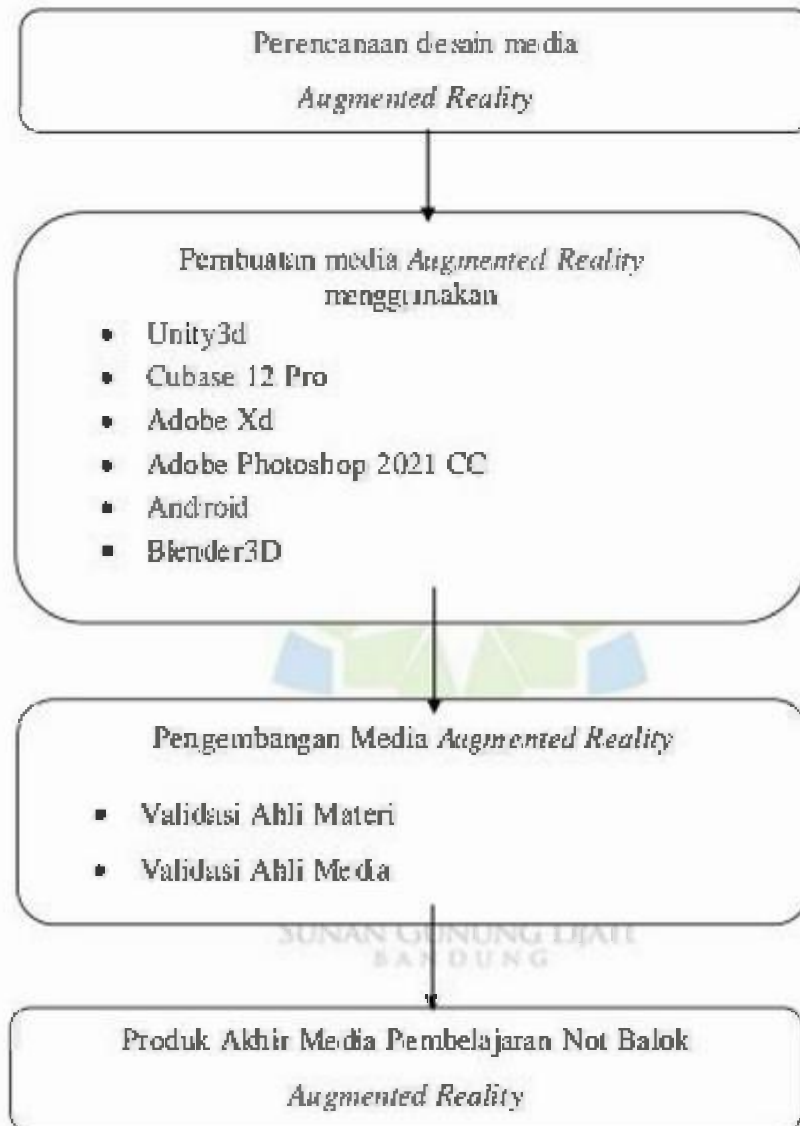 Perencanaan desain media
Augmented Reality
Pembuatan media Augmented Reality
menggunakan
• Unity3d
• Cubase 12 Pro
• Adobe Xd
• Adobe Photoshop 2021 CC
• Android
• Blender3D
Pengembangan Media Augmented Reality
• Validasi Ahli Materi
• Validasi Ahli Media
SUNAN GUNUNG DJATI
BANDUNG
Produk Akhir Media Pembelajaran Not Balok
Augmented Reality